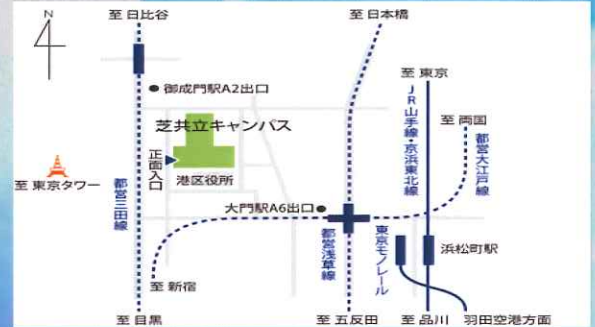 至 日比谷
至 日本橋
4
至 東京
御成門駅A2出口
JR山手線・京浜東北線
至 両国
芝共立キャンパス
正面入口
都営大江戸線
至 東京タワー
港区役所
都営三田線
大門駅A6出口
都営浅草線
東京モノレール
浜松町駅
至 新宿
至 目黒
至 五反田
至 品川
羽田空港方面